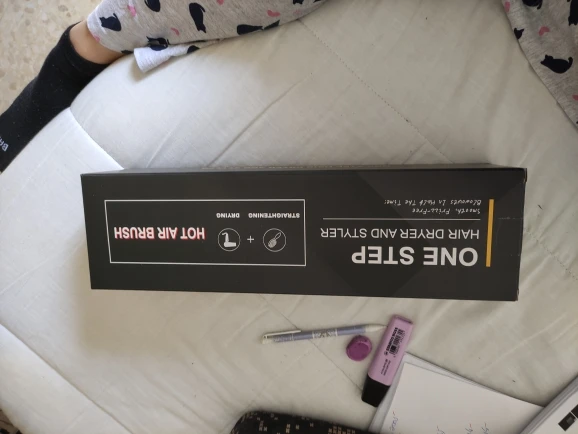 ONE STEP
HAIR DRYER AND STYLER
Smooth, Frizz-Free
Blowouts In Half The Time!
+
STRAIGHTENING
DRYING
HOT AIR BRUSH